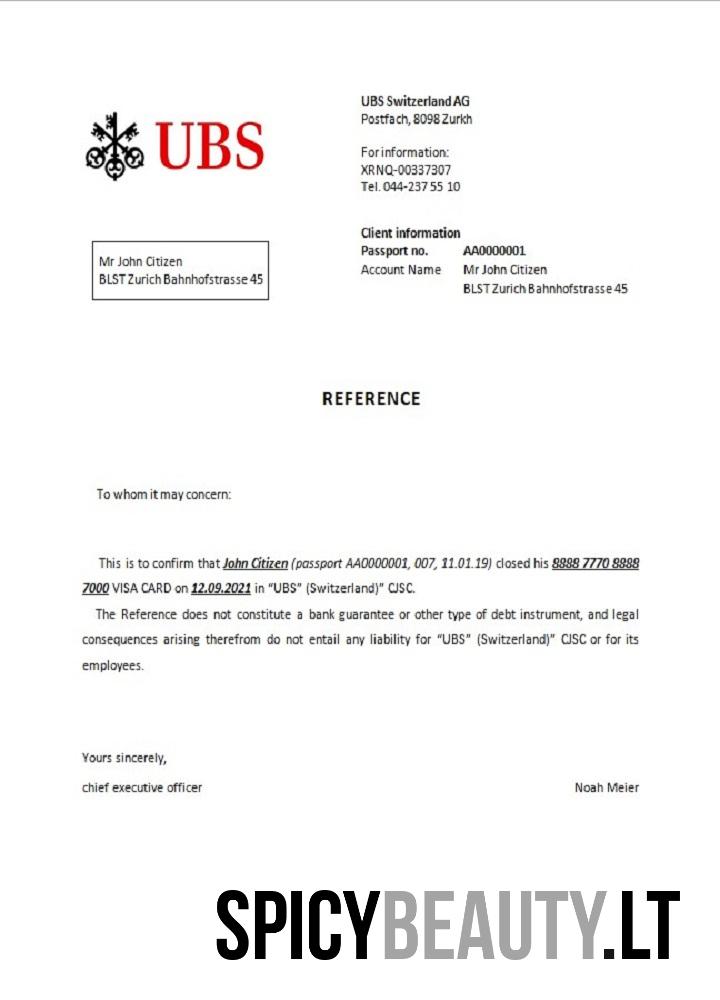 UBS
UBS Switzerland AG
Postfach, 8098 Zurkh
For information:
XRNQ-00337307
Tel. 044-237 55 10
Mr John Citizen
BLST Zurich Bahnhofstrasse 45
Client information
Passport no. AA0000001
Account Name Mr John Citizen
BLST Zurich Bahnhofstrasse 45
REFERENCE
To whom it may concern:
This is to confirm that John Citizen (passport AA0000001, 007, 11.01.19) closed his 8888 7770 8888
7000 VISA CARD on 12.09.2021 in “UBS” (Switzerland)” CJSC.
The Reference does not constitute a bank guarantee or other type of debt instrument, and legal
consequences arising therefrom do not entail any liability for “UBS” (Switzerland)” CJSC or for its
employees.
Yours sincerely,
chief executive officer Noah Meier
SPICYBEAUTY.LT